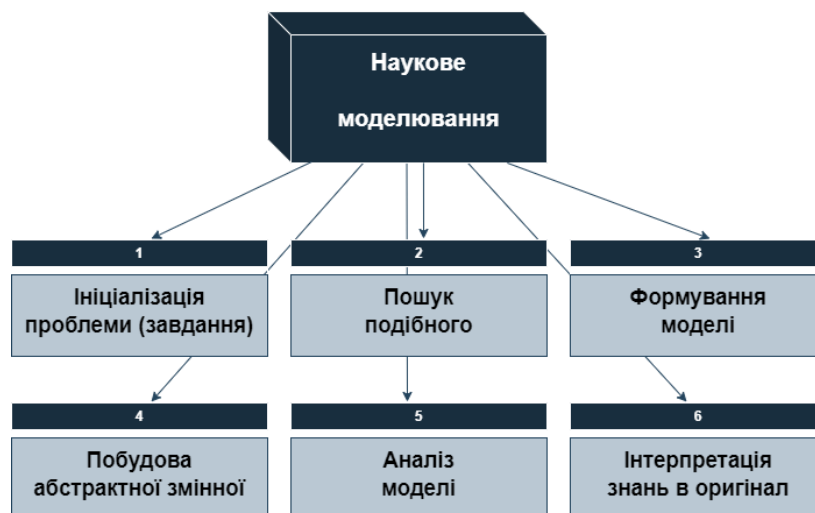 Наукове
моделювання
1
Ініціалізація
проблеми (завдання)
2
Пошук
подібного
3
Формування
моделі
4
Побудова
абстрактної змінної
5
Аналіз
моделі
6
Інтерпретація
знань в оригінал